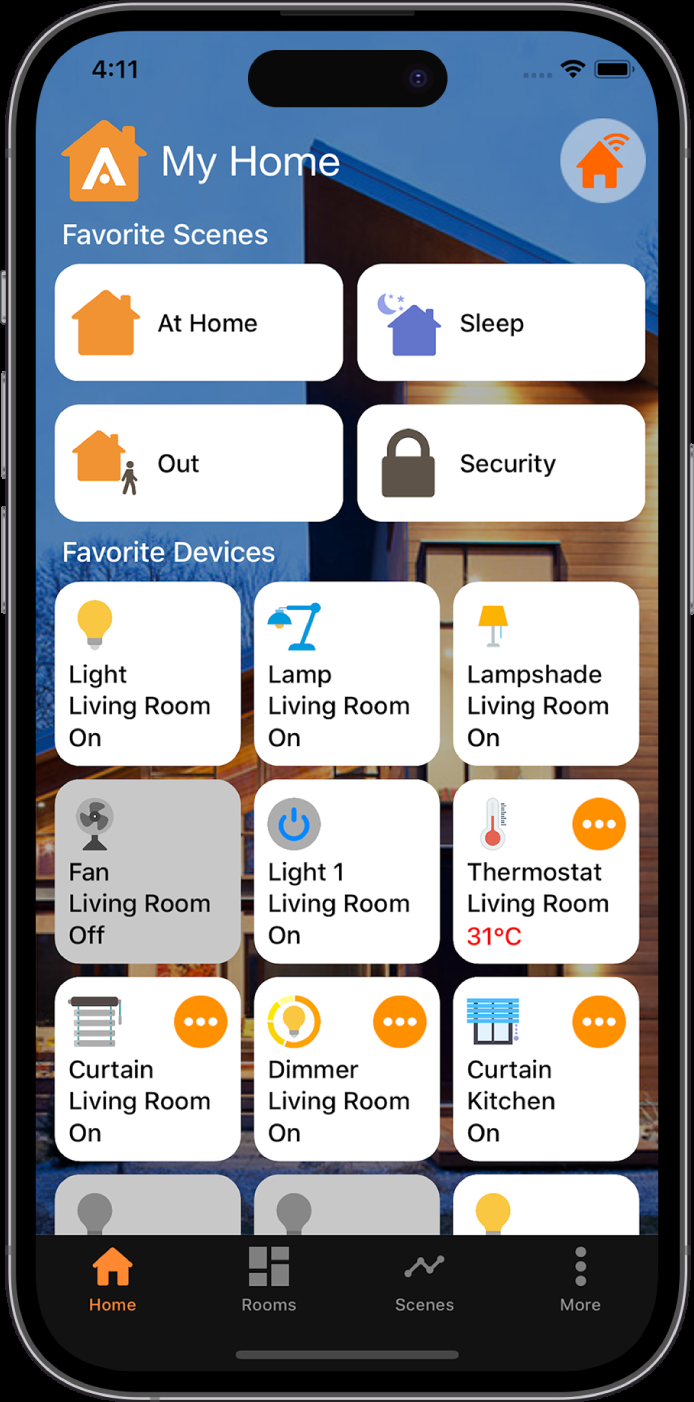 4:11
My Home
Favorite Scenes
At Home
Sleep
Out
Security
Favorite Devices
Light
Living Room
On
Lamp
Living Room
On
Lampshade
Living Room
On
Fan
Living Room
Off
Light 1
Living Room
On
Thermostat
Living Room
31°C
Curtain
Living Room
On
Dimmer
Living Room
On
Curtain
Kitchen
On
Home
Rooms
Scenes
More